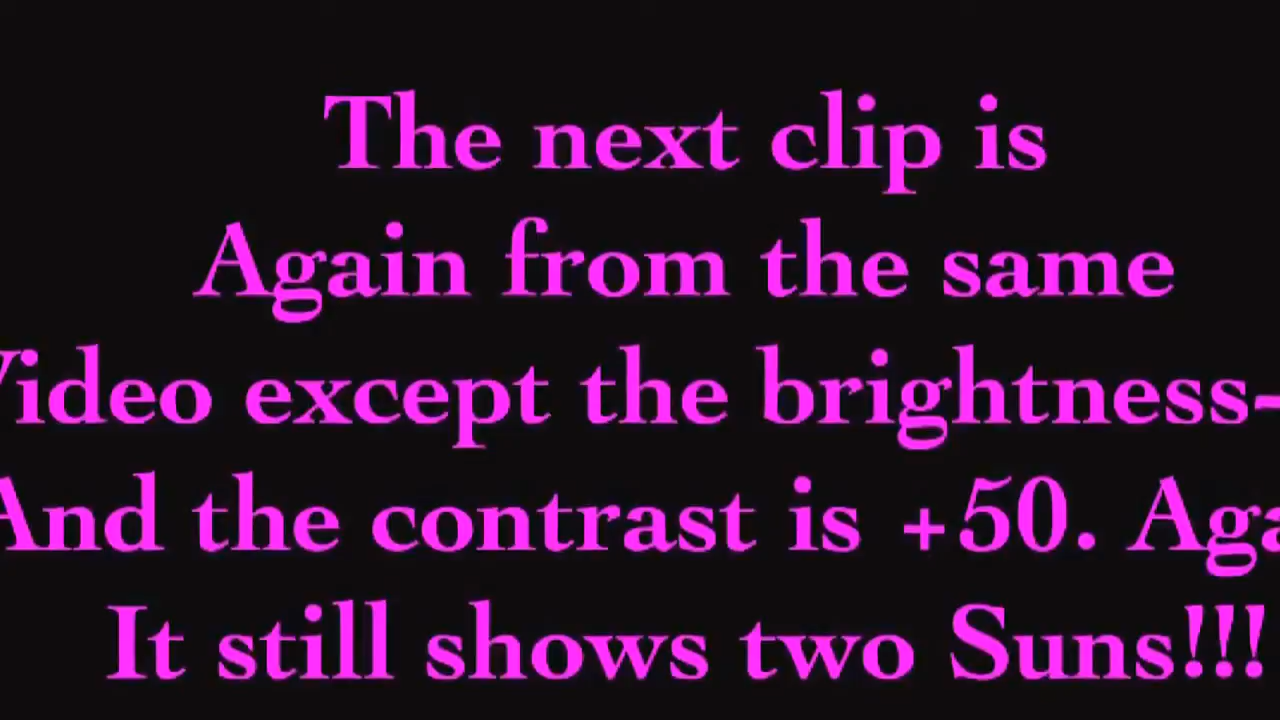 The next clip is
Again from the same
Video except the brightness-
And the contrast is +50. Aga
It still shows two Suns!!!